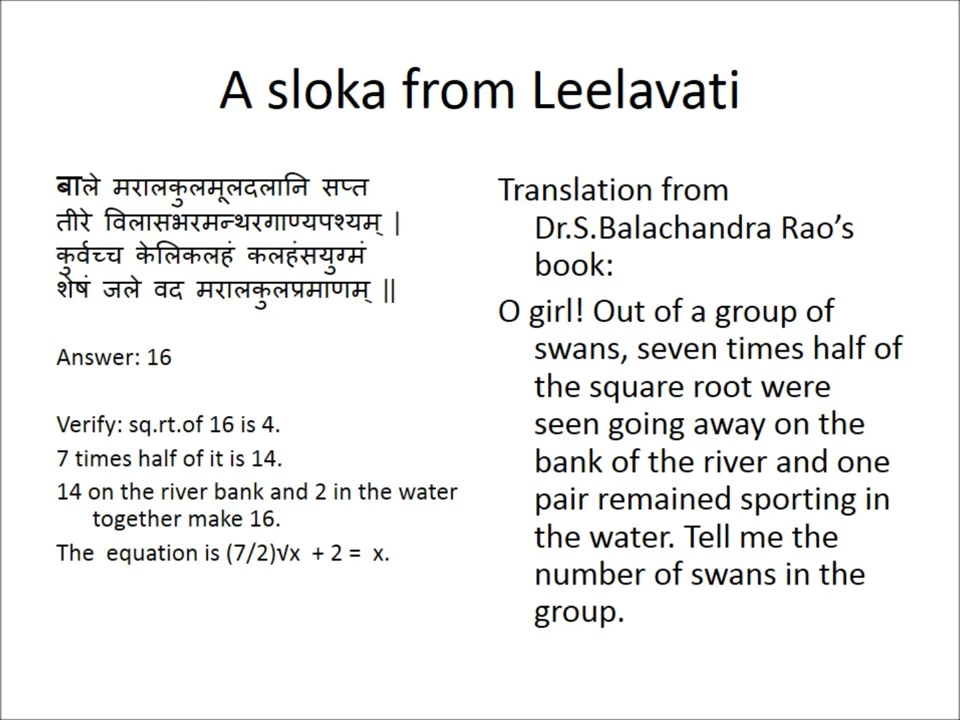 A sloka from Leelavati
बाले मरालकुलमूलदलानि सप्त
तीरे विलासभरमन्थरगाण्यपश्यम् |
कुर्वच्च केलिकलहं कलहंसयुग्मं
शेषं जले वद मरालकुलप्रमाणम् ||
Answer: 16
Verify: sq.rt.of 16 is 4.
7 times half of it is 14.
14 on the river bank and 2 in the water
together make 16.
The equation is (7/2)√x + 2 = x.
Translation from
Dr.S.Balachandra Rao’s
book:
O girl! Out of a group of
swans, seven times half of
the square root were
seen going away on the
bank of the river and one
pair remained sporting in
the water. Tell me the
number of swans in the
group.